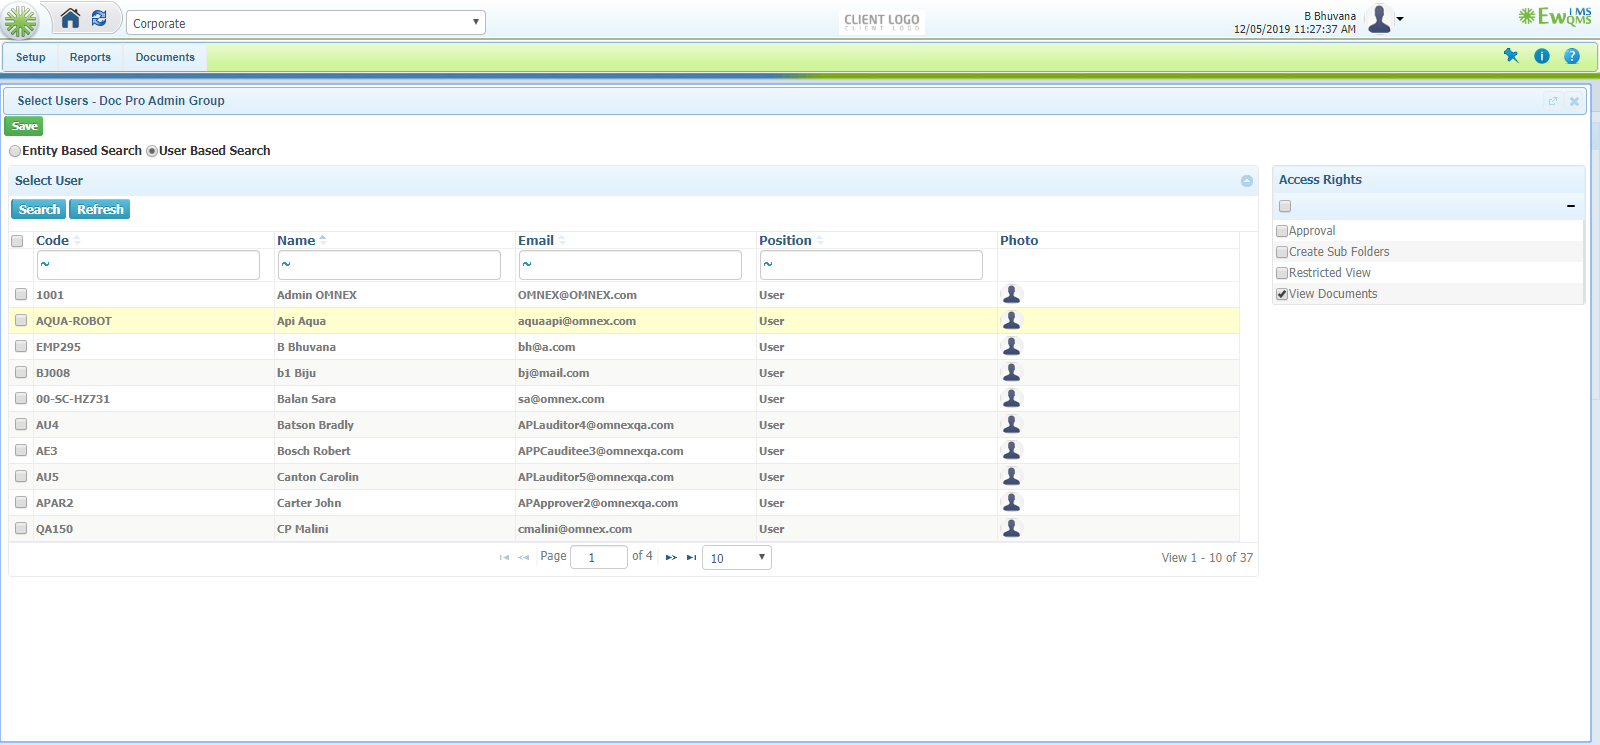 Corporate
CLIENT LOGO
CLIENT LOGO
B Bhuvana
12/05/2019 11:27:37 AM
EwQIMS
QMS
Setup Reports Documents
Select Users - Doc Pro Admin Group
Save
Entity Based Search User Based Search
Select User
Access Rights
Search Refresh
Code Name Email Position Photo
~ ~ ~ ~
Approval
Create Sub Folders
Restricted View
View Documents
1001 Admin OMNEX OMNEX@OMNEX.com User
AQUA-ROBOT Api Aqua aquaapi@omnex.com User
EMP295 B Bhuvana bh@a.com User
BJ008 b1 Biju bj@mail.com User
00-SC-HZ731 Balan Sara sa@omnex.com User
AU4 Batson Bradly APLauditor4@omnexqa.com User
AE3 Bosch Robert APPCauditee3@omnexqa.com User
AU5 Canton Carolin APLauditor5@omnexqa.com User
APAR2 Carter John APApprover2@omnexqa.com User
QA150 CP Malini cmalini@omnex.com User
Page 1 of 4 10 View 1 - 10 of 37